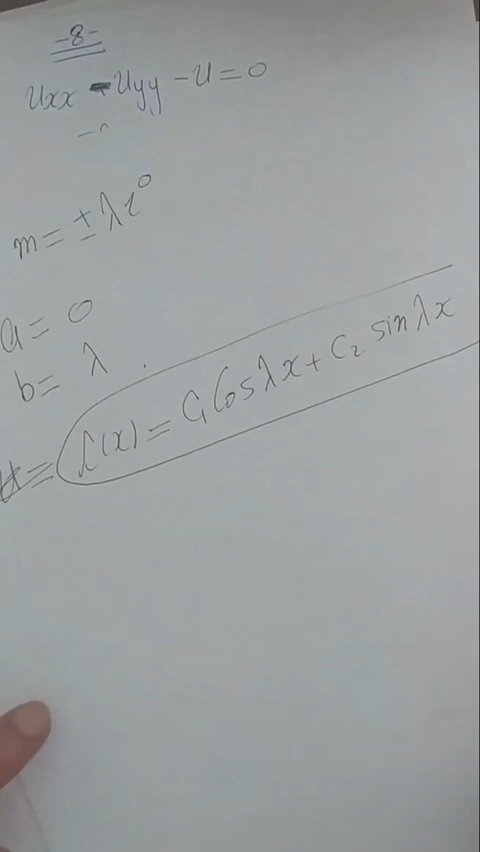 -8-
Uxx - Uyy - U = 0
m = ± λi
a = 0
b = λ
f(x) = C₁ Cos λx + C₂ sin λx